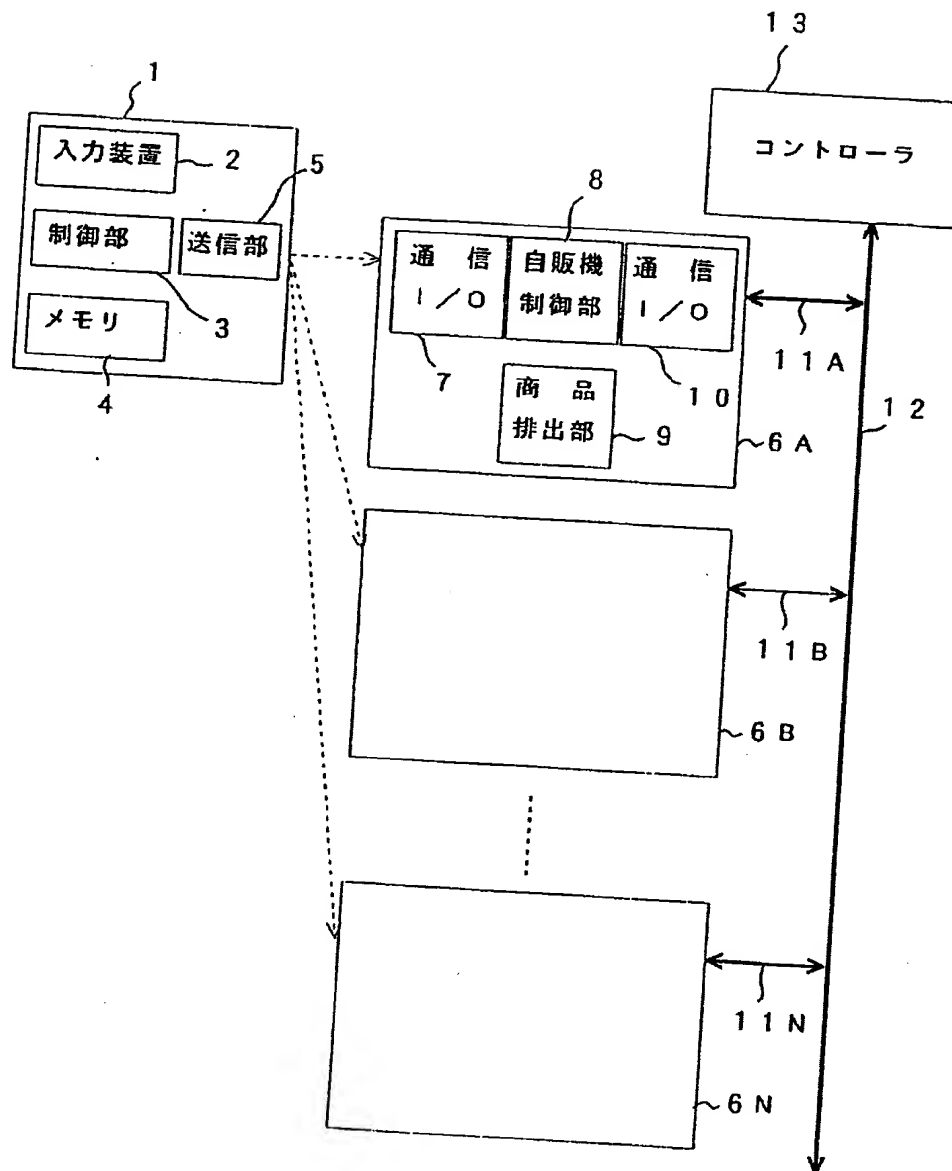 13
コントローラ
1
入力装置
2
5
制御部
送信部
3
メモリ
4
8
通信
I/O
自販機
制御部
通信
I/O
7
10
商品
排出部
9
6A
11A
12
11B
6B
11N
6N